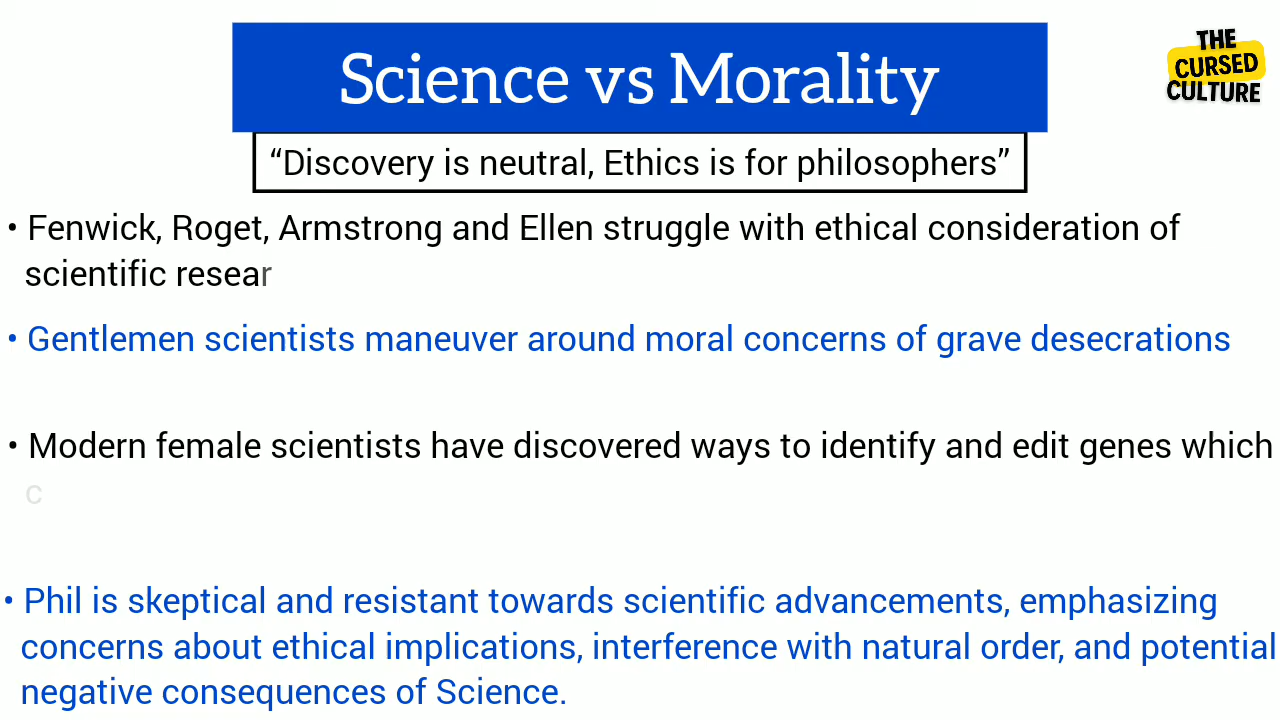 Science vs Morality
THE
CURSED
CULTURE
“Discovery is neutral, Ethics is for philosophers”
• Fenwick, Roget, Armstrong and Ellen struggle with ethical consideration of
scientific resear
• Gentlemen scientists maneuver around moral concerns of grave desecrations
• Modern female scientists have discovered ways to identify and edit genes which
c
• Phil is skeptical and resistant towards scientific advancements, emphasizing
concerns about ethical implications, interference with natural order, and potential
negative consequences of Science.